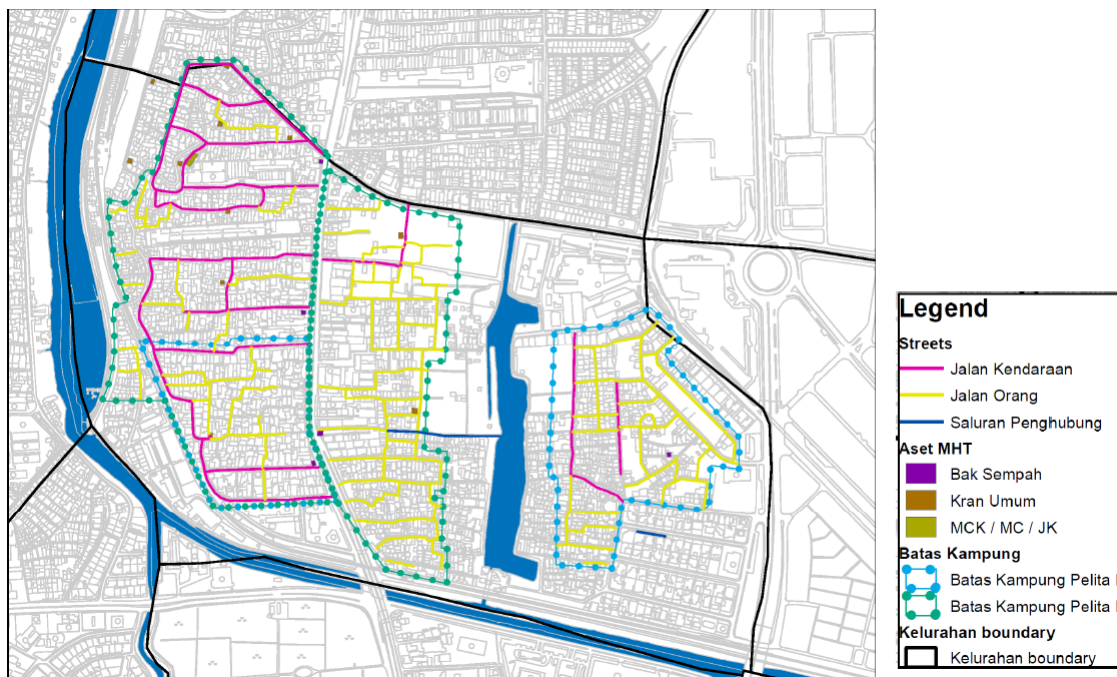 Legend
Streets
Jalan Kendaraan
Jalan Orang
Saluran Penghubung
Aset MHT
Bak Sempah
Kran Umum
MCK / MC / JK
Batas Kampung
Batas Kampung Pelita
Batas Kampung Pelita
Kelurahan boundary
Kelurahan boundary